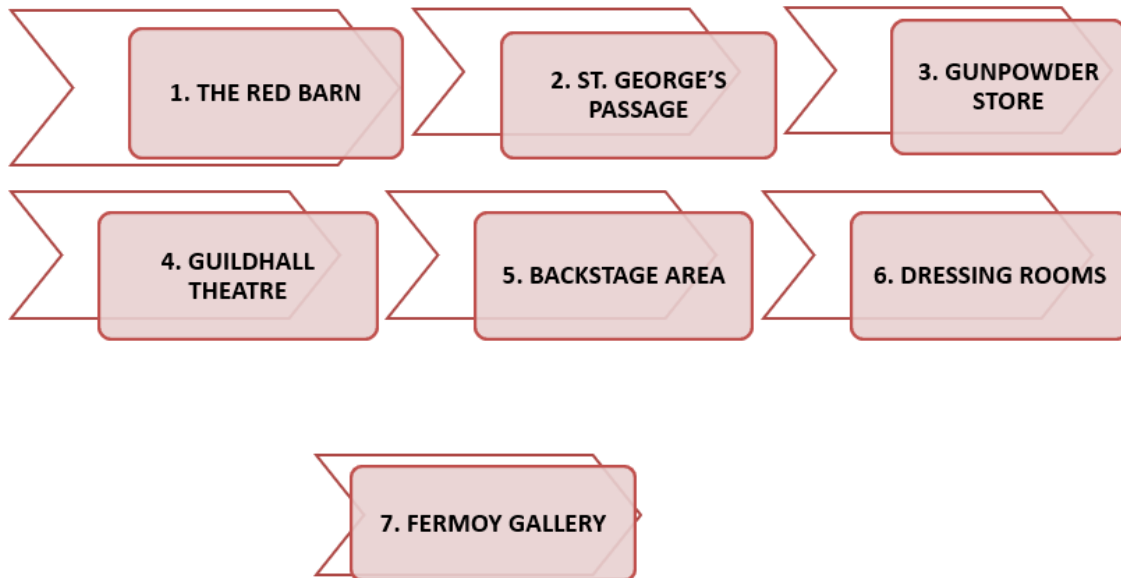 1. THE RED BARN
2. ST. GEORGE’S
PASSAGE
3. GUNPOWDER
STORE
4. GUILDHALL
THEATRE
5. BACKSTAGE AREA
6. DRESSING ROOMS
7. FERMOY GALLERY